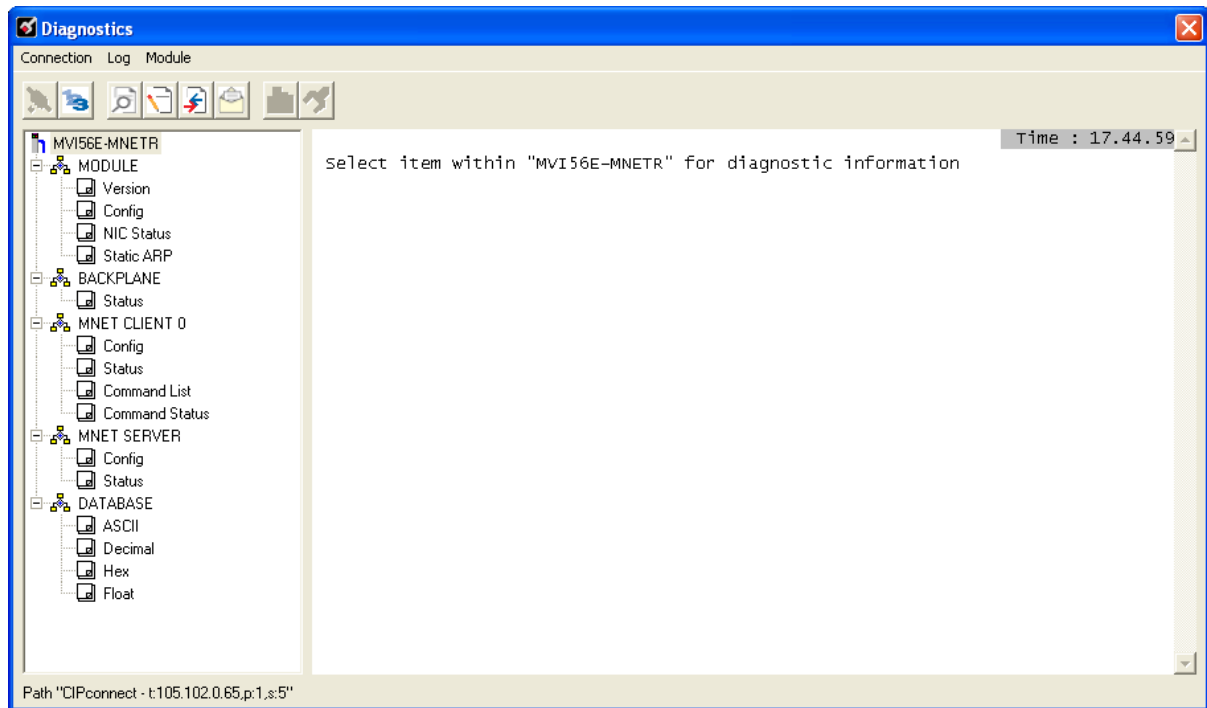 Diagnostics
Connection Log Module
MVI56E-MNETR
MODULE
Version
Config
NIC Status
Static ARP
BACKPLANE
Status
MNET CLIENT 0
Config
Status
Command List
Command Status
MNET SERVER
Config
Status
DATABASE
ASCII
Decimal
Hex
Float
Time : 17.44.59
Select item within "MVI56E-MNETR" for diagnostic information
Path "CIPconnect - t:105.102.0.65,p:1,s:5"